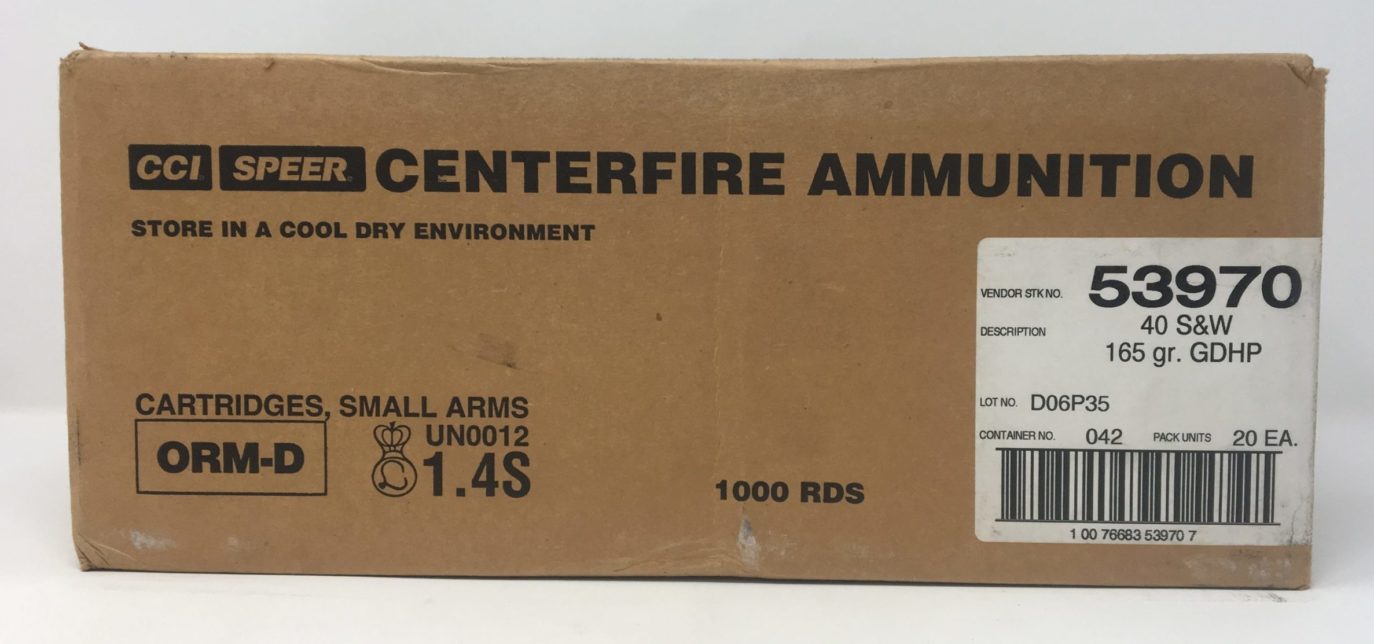 CCI SPEER CENTERFIRE AMMUNITION
STORE IN A COOL DRY ENVIRONMENT
VENDOR STK NO. 53970
DESCRIPTION 40 S&W
165 gr. GDHP
LOT NO. D06P35
CONTAINER NO. 042 PACK UNITS 20 EA.
1 00 76683 53970 7
CARTRIDGES, SMALL ARMS
ORM-D UN0012
1.4S
1000 RDS